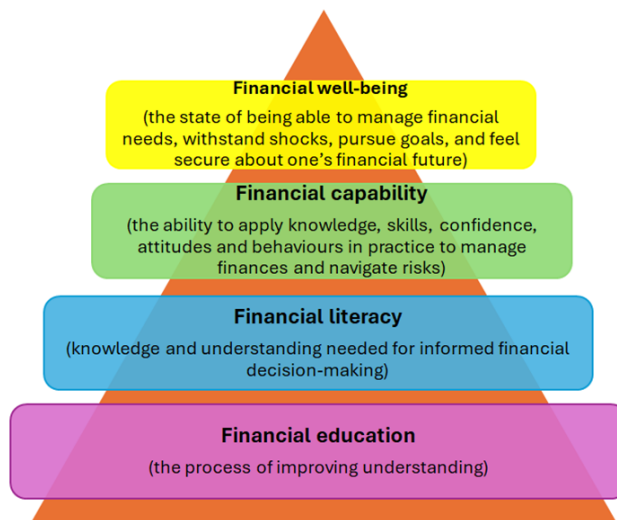 Financial well-being
(the state of being able to manage financial
needs, withstand shocks, pursue goals, and feel
secure about one’s financial future)
Financial capability
(the ability to apply knowledge, skills, confidence,
attitudes and behaviours in practice to manage
finances and navigate risks)
Financial literacy
(knowledge and understanding needed for informed financial
decision-making)
Financial education
(the process of improving understanding)